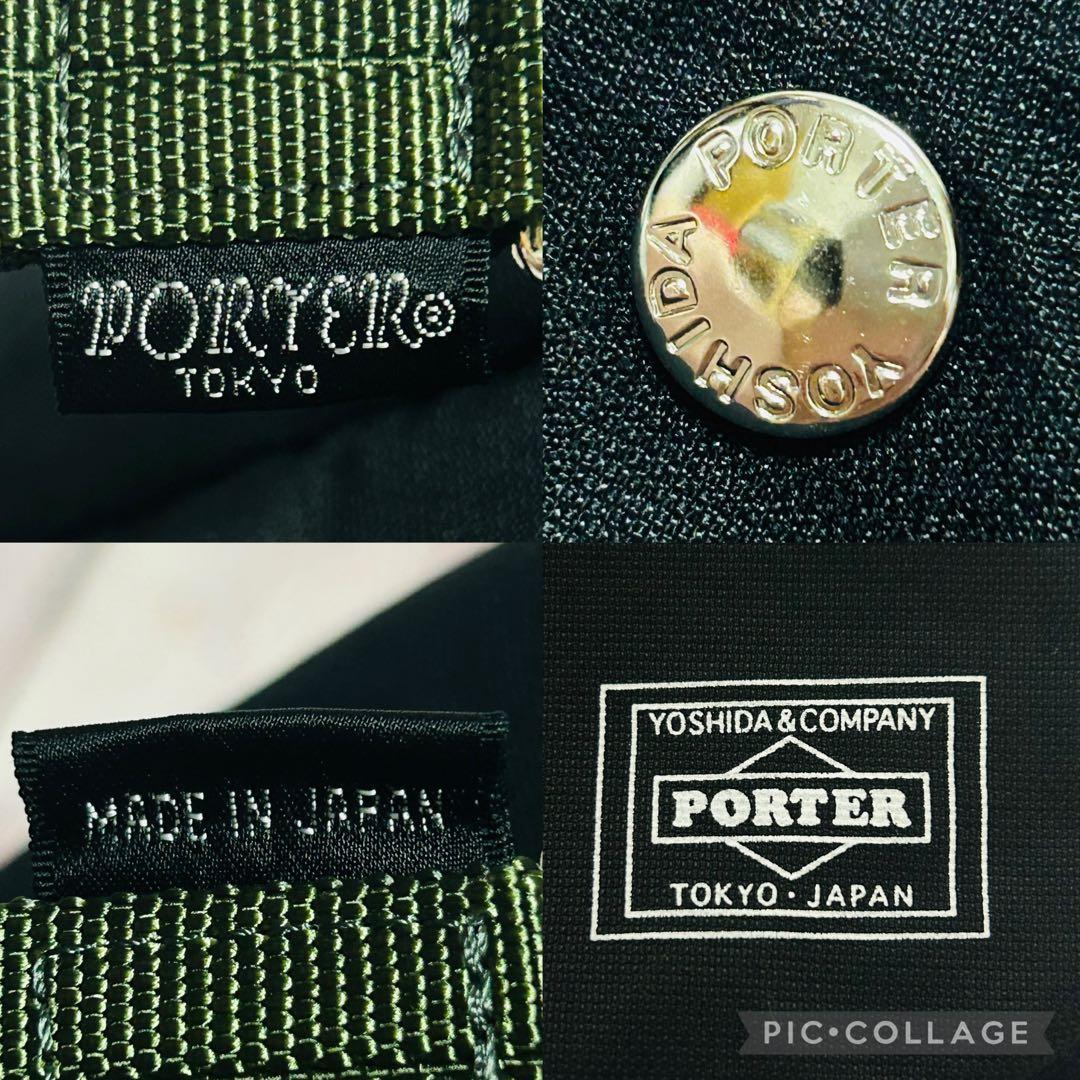 PORTER®
TOKYO
PORTER
YOSHIDA
MADE IN JAPAN
YOSHIDA & COMPANY
PORTER
TOKYO・JAPAN
PIC•COLLAGE